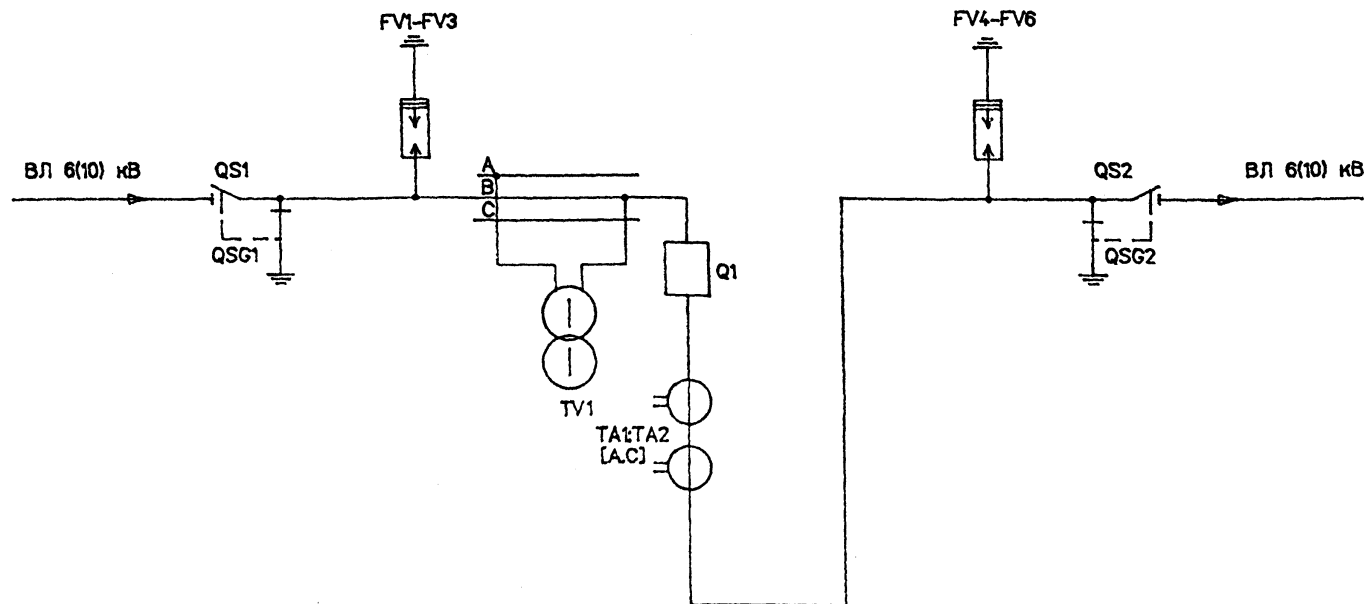 FV1-FV3
FV4-FV6
ВЛ 6(10) кВ
QS1
A
B
C
QS2
ВЛ 6(10) кВ
QSG1
QSG2
Q1
TV1
TA1:TA2
[A.C]